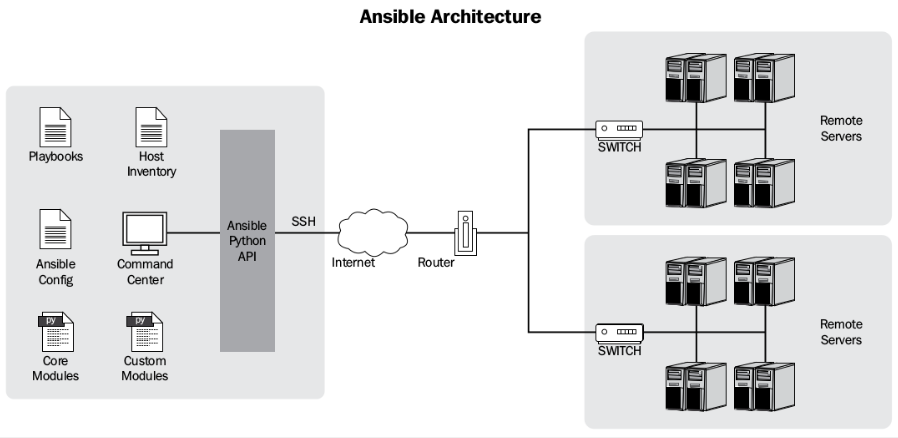 Ansible Architecture
Playbooks
Host
Inventory
Ansible
Config
Command
Center
py
Core
Modules
py
Custom
Modules
Ansible
Python
API
SSH
Internet
Router
SWITCH
Remote
Servers
SWITCH
Remote
Servers